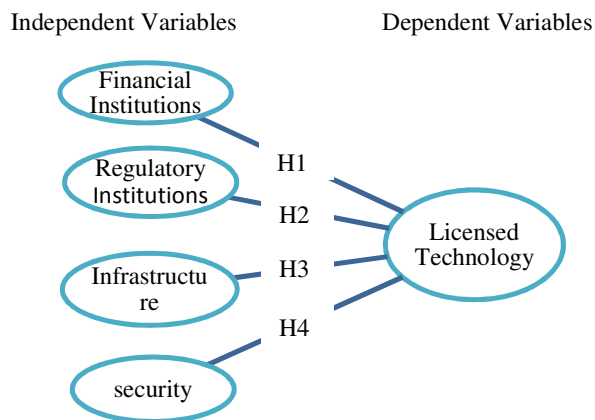 Independent Variables
Dependent Variables
Financial
Institutions
H1
Regulatory
Institutions
H2
Licensed
Technology
H3
Infrastructu
re
H4
security